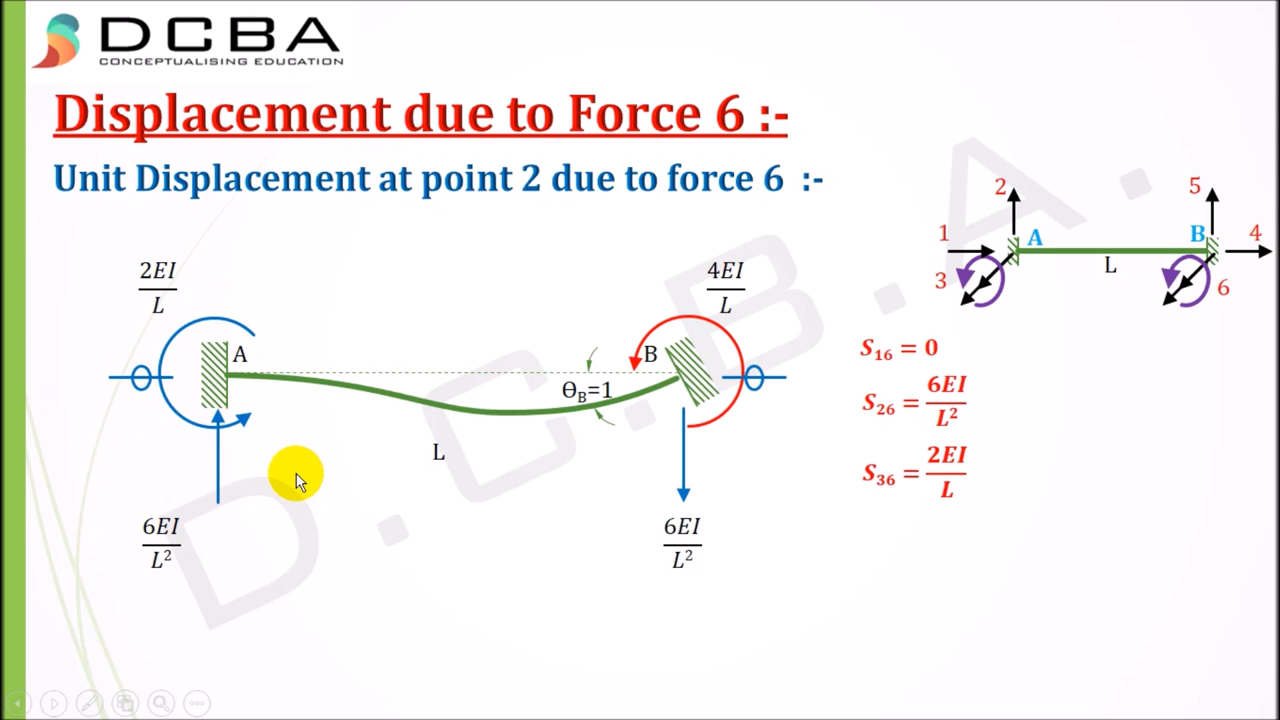 DCBA
CONCEPTUALISING EDUCATION
Displacement due to Force 6 :-
Unit Displacement at point 2 due to force 6 :-
2EI/L
A
4EI/L
B
θ_B=1
L
6EI/L²
6EI/L²
2
5
1
A
B
4
3
L
6
S₁₆ = 0
S₂₆ = 6EI/L²
S₃₆ = 2EI/L
D.C.B.A.